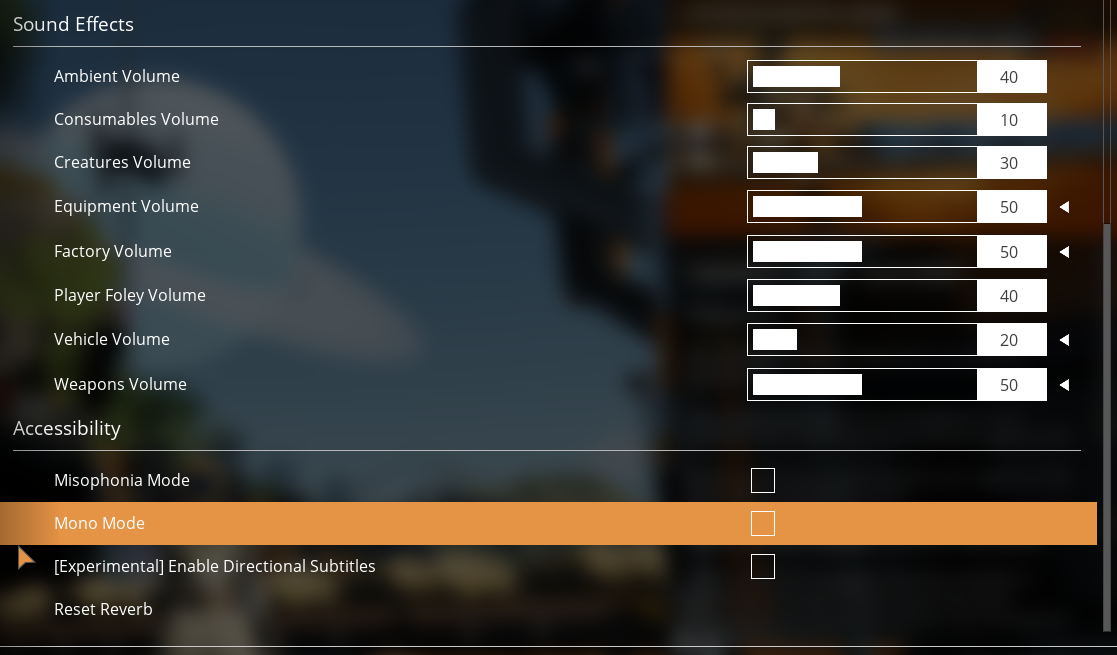 Sound Effects
Ambient Volume 40
Consumables Volume 10
Creatures Volume 30
Equipment Volume 50
Factory Volume 50
Player Foley Volume 40
Vehicle Volume 20
Weapons Volume 50
Accessibility
Misophonia Mode
Mono Mode
[Experimental] Enable Directional Subtitles
Reset Reverb